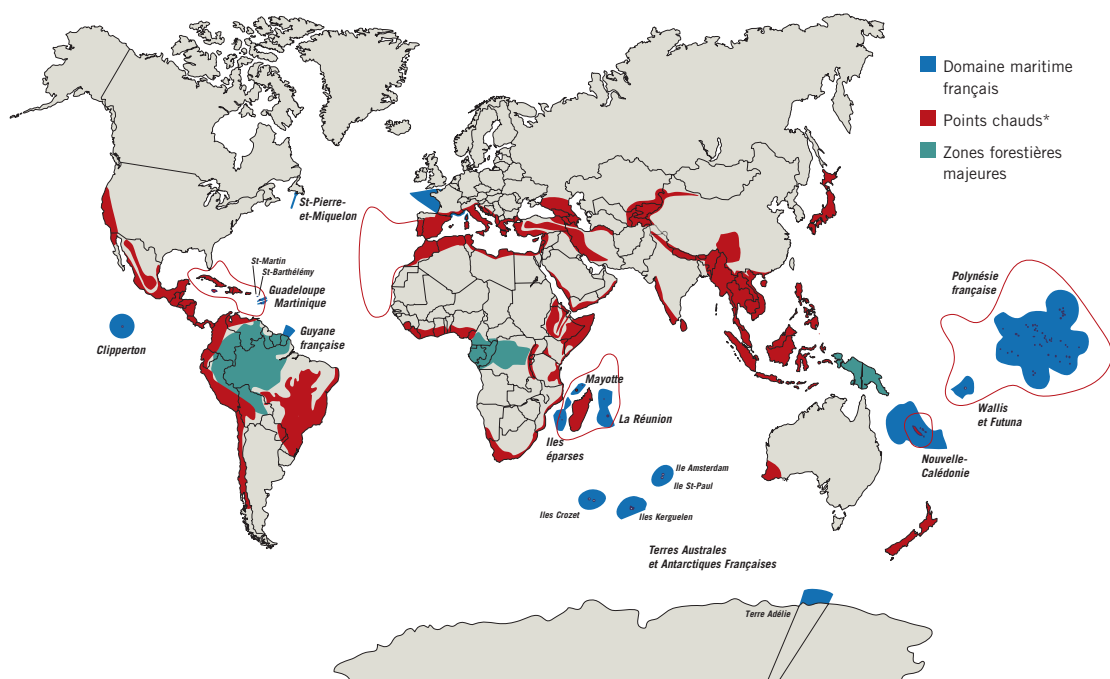 Domaine maritime
français
Points chauds*
Zones forestières
majeures
St-Pierre-
et-Miquelon
St-Martin
St-Barthélémy
Guadeloupe
Martinique
Guyane
française
Clipperton
Polynésie
française
Wallis
et Futuna
Nouvelle-
Calédonie
Mayotte
La Réunion
Iles
éparses
Ile Amsterdam
Ile St-Paul
Iles Crozet
Iles Kerguelen
Terres Australes
et Antarctiques Françaises
Terre Adélie